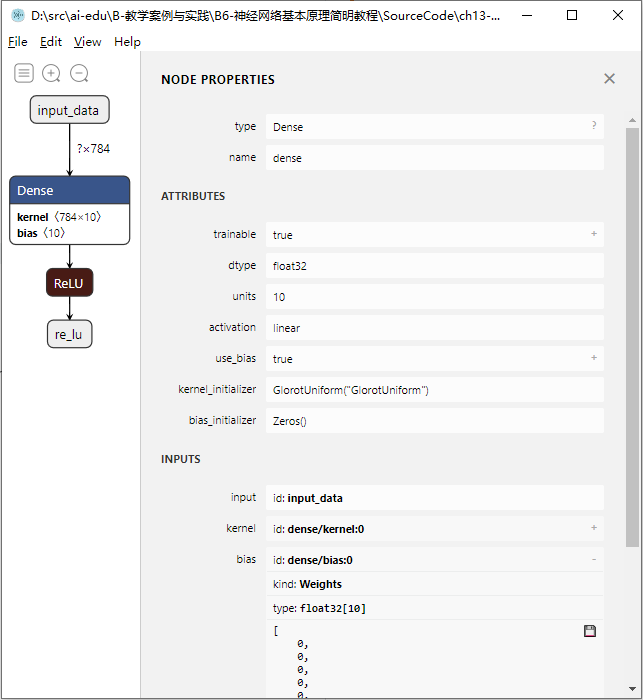 D:\src\ai-edu\B-教学案例与实践\B6-神经网络基本原理简明教程\SourceCode\ch13-...
File Edit View Help
input_data
?×784
Dense
kernel 〈784×10〉
bias 〈10〉
ReLU
re_lu
NODE PROPERTIES
type Dense ?
name dense
ATTRIBUTES
trainable true +
dtype float32
units 10
activation linear
use_bias true +
kernel_initializer GlorotUniform("GlorotUniform")
bias_initializer Zeros()
INPUTS
input id: input_data
kernel id: dense/kernel:0 +
bias id: dense/bias:0 -
kind: Weights
type: float32[10]
[
0,
0,
0,
0,
0,